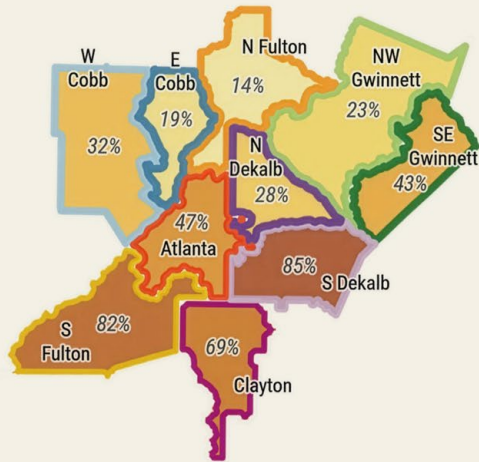 W
Cobb
32%
E
Cobb
19%
N Fulton
14%
NW
Gwinnett
23%
SE
Gwinnett
43%
N
Dekalb
28%
47%
Atlanta
85%
S Dekalb
S
Fulton
82%
69%
Clayton